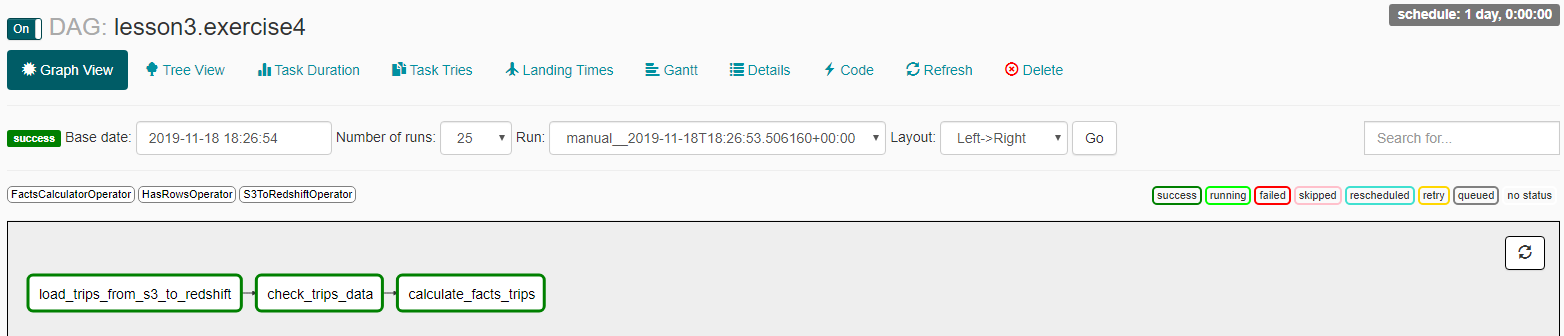 schedule: 1 day, 0:00:00
On DAG: lesson3.exercise4
Graph View Tree View Task Duration Task Tries Landing Times Gantt Details Code Refresh Delete
success Base date: 2019-11-18 18:26:54 Number of runs: 25 Run: manual__2019-11-18T18:26:53.506160+00:00 Layout: Left->Right Go Search for...
FactsCalculatorOperator HasRowsOperator S3ToRedshiftOperator success running failed skipped rescheduled retry queued no status
load_trips_from_s3_to_redshift check_trips_data calculate_facts_trips